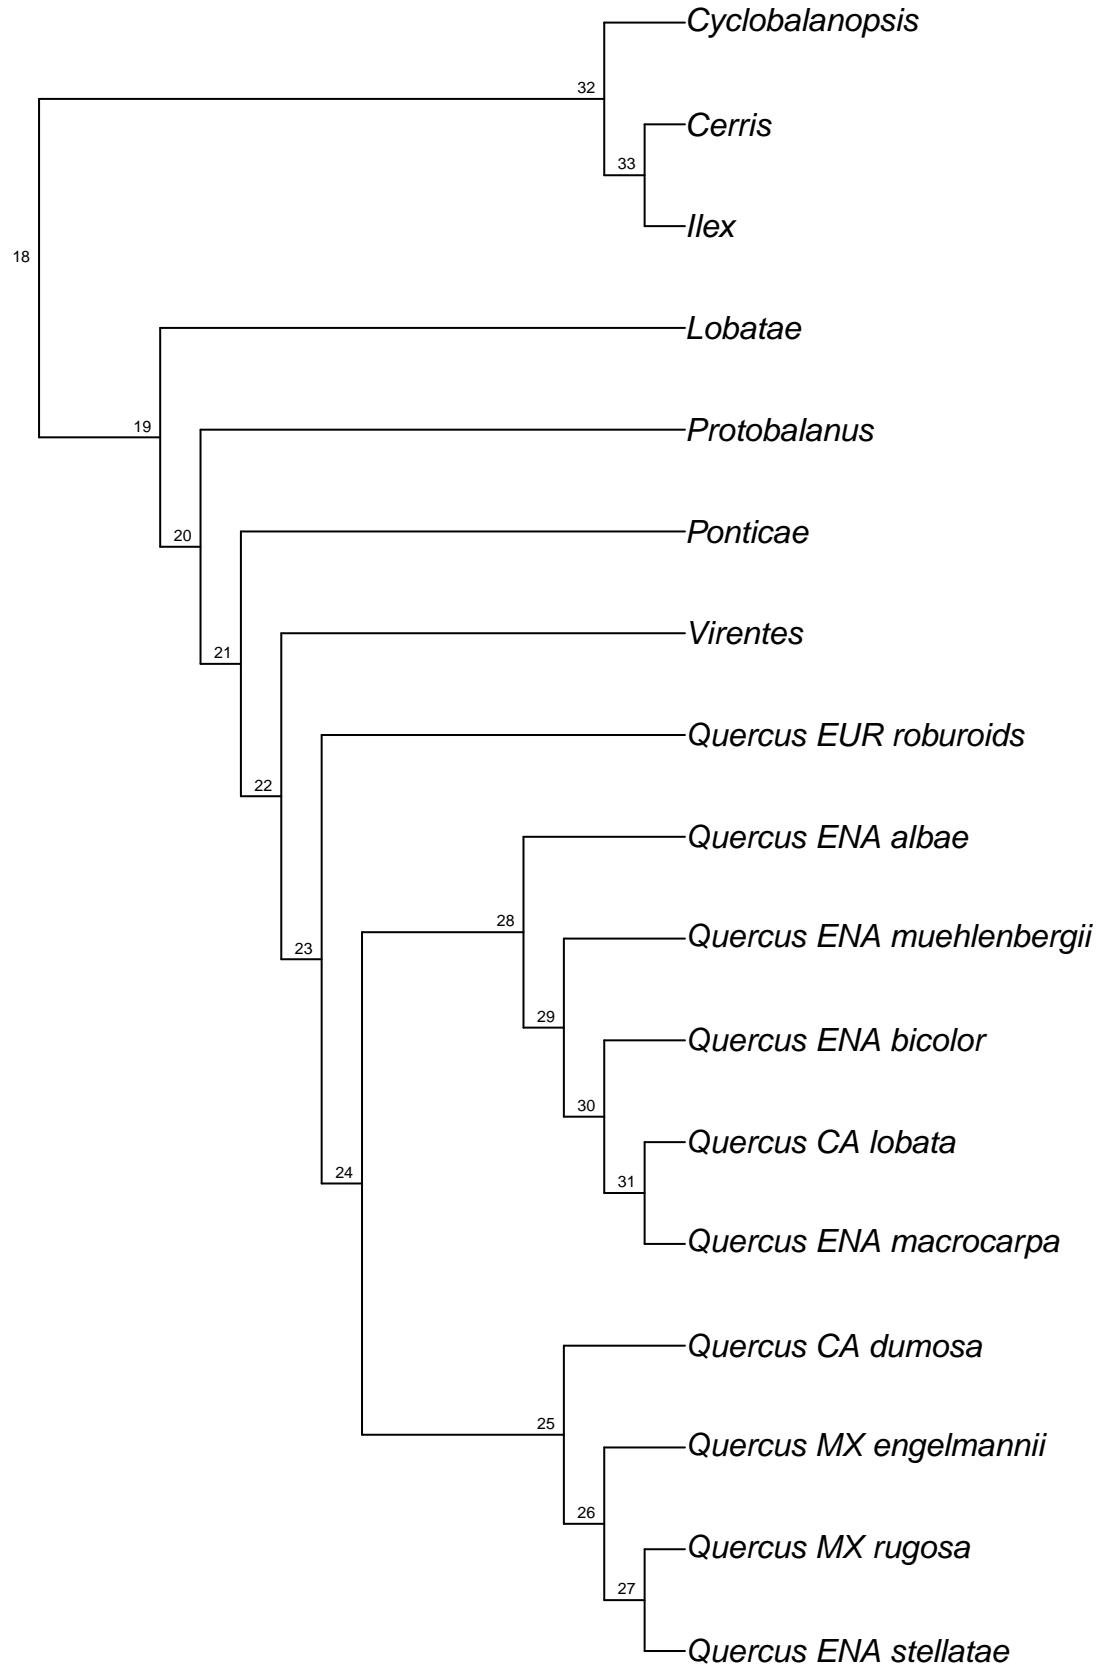 Cyclobalanopsis
32
Cerris
33
Ilex
18
Lobatae
19
Protobalanus
20
Ponticae
21
Virentes
22
Quercus EUR roburoids
23
Quercus ENA albae
28
Quercus ENA muehlenbergii
29
Quercus ENA bicolor
30
Quercus CA lobata
24
31
Quercus ENA macrocarpa
Quercus CA dumosa
25
Quercus MX engelmannii
26
Quercus MX rugosa
27
Quercus ENA stellatae